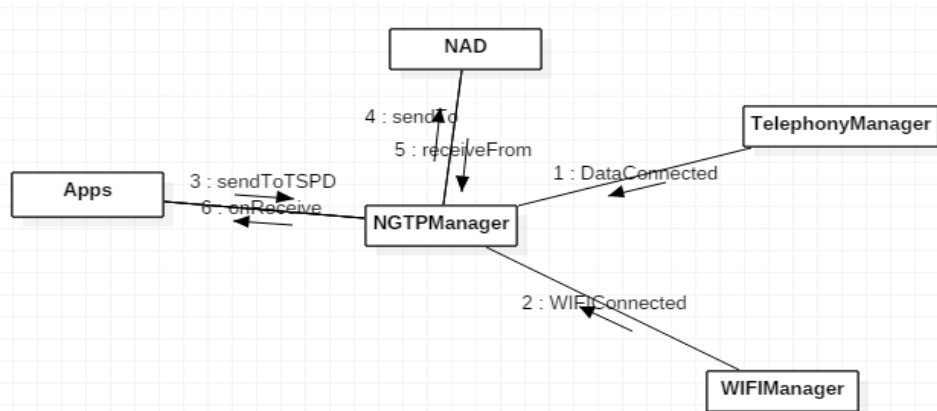 NAD
4 : sendTo
TelephonyManager
5 : receiveFrom
1 : DataConnected
3 : sendToTSPD
Apps
6 : onReceive
NGTPManager
2 : WIFIConnected
WIFIManager